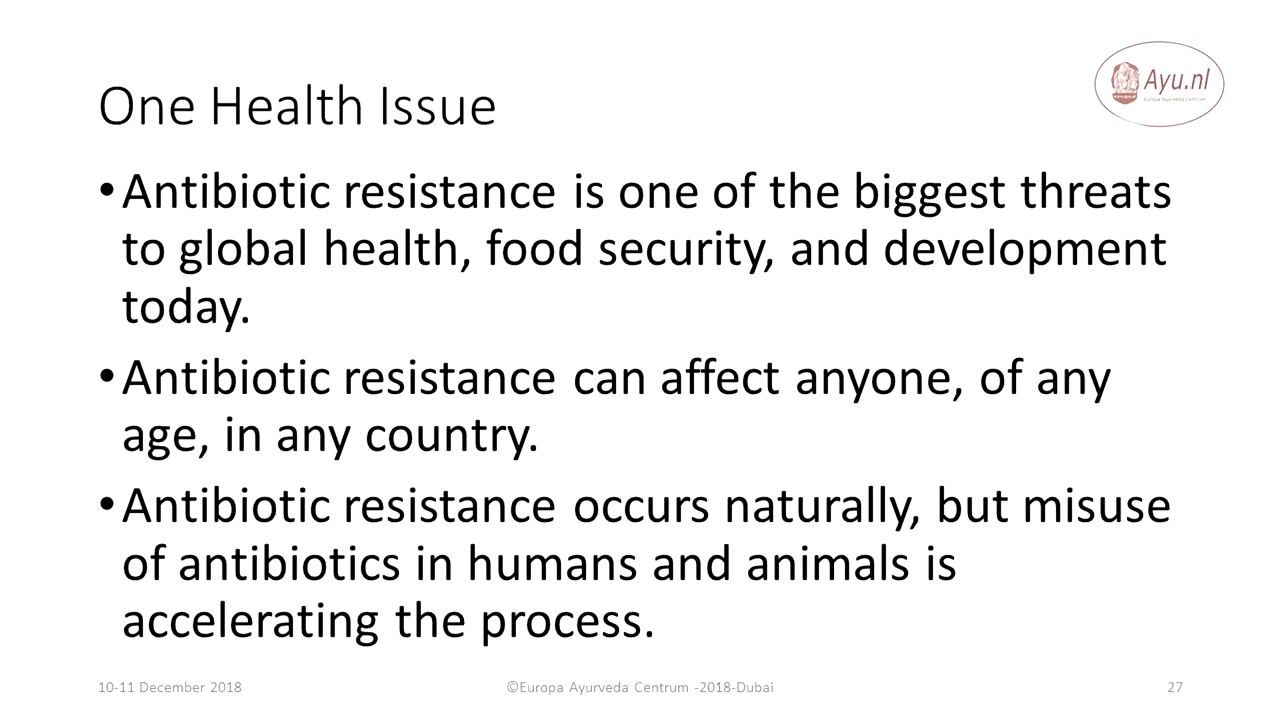 One Health Issue
Ayu.nl
Europa Ayurveda Centrum
•Antibiotic resistance is one of the biggest threats
to global health, food security, and development
today.
•Antibiotic resistance can affect anyone, of any
age, in any country.
•Antibiotic resistance occurs naturally, but misuse
of antibiotics in humans and animals is
accelerating the process.
10-11 December 2018
©Europa Ayurveda Centrum -2018-Dubai
27